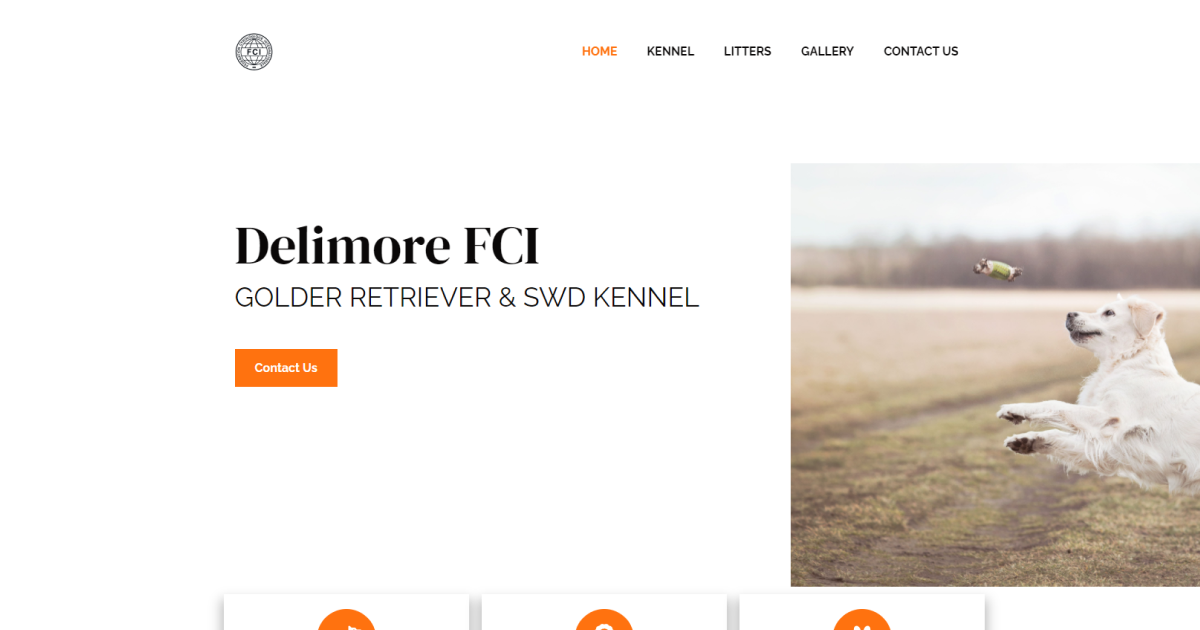 FCI
HOME
KENNEL
LITTERS
GALLERY
CONTACT US
Delimore FCI
GOLDER RETRIEVER & SWD KENNEL
Contact Us